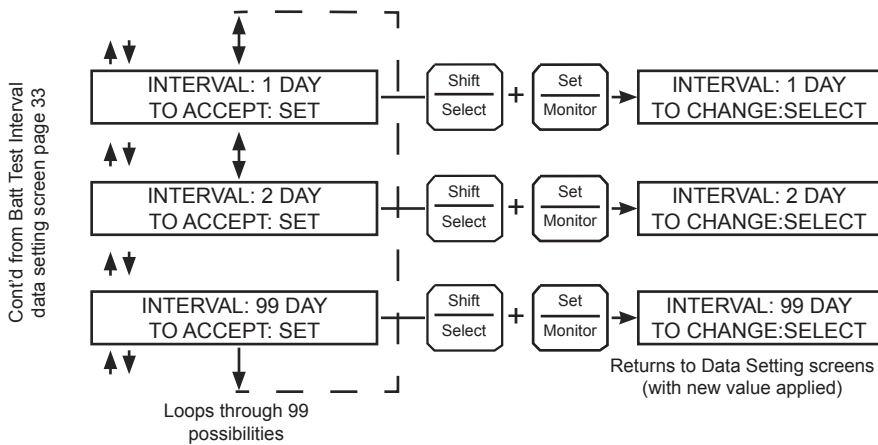 Cont'd from Batt Test Interval
data setting screen page 33
INTERVAL: 1 DAY
TO ACCEPT: SET
Shift
Select
+
Set
Monitor
INTERVAL: 1 DAY
TO CHANGE:SELECT
INTERVAL: 2 DAY
TO ACCEPT: SET
Shift
Select
+
Set
Monitor
INTERVAL: 2 DAY
TO CHANGE:SELECT
INTERVAL: 99 DAY
TO ACCEPT: SET
Shift
Select
+
Set
Monitor
INTERVAL: 99 DAY
TO CHANGE:SELECT
Loops through 99
possibilities
Returns to Data Setting screens
(with new value applied)